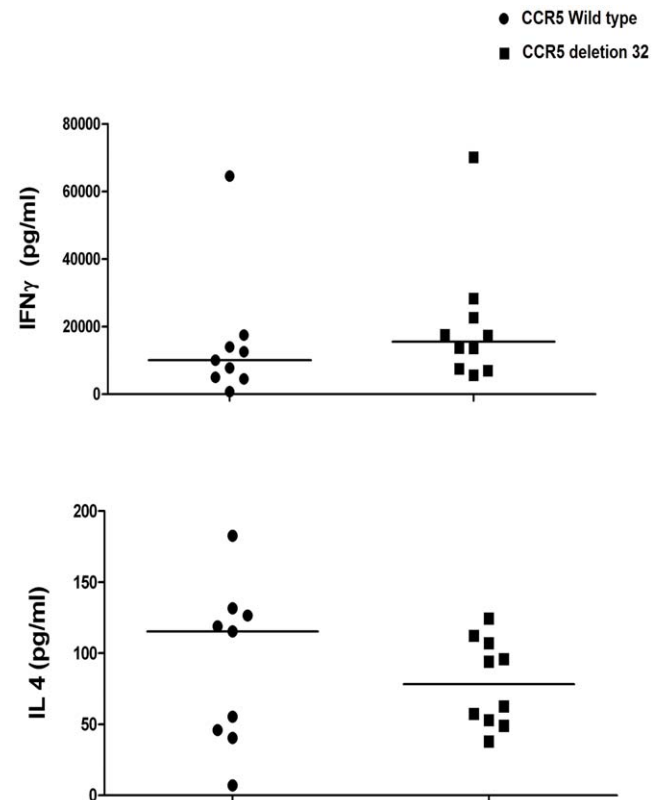 CCR5 Wild type
CCR5 deletion 32
80000
60000
40000
20000
0
IFNγ (pg/ml)
200
150
100
50
0
IL 4 (pg/ml)